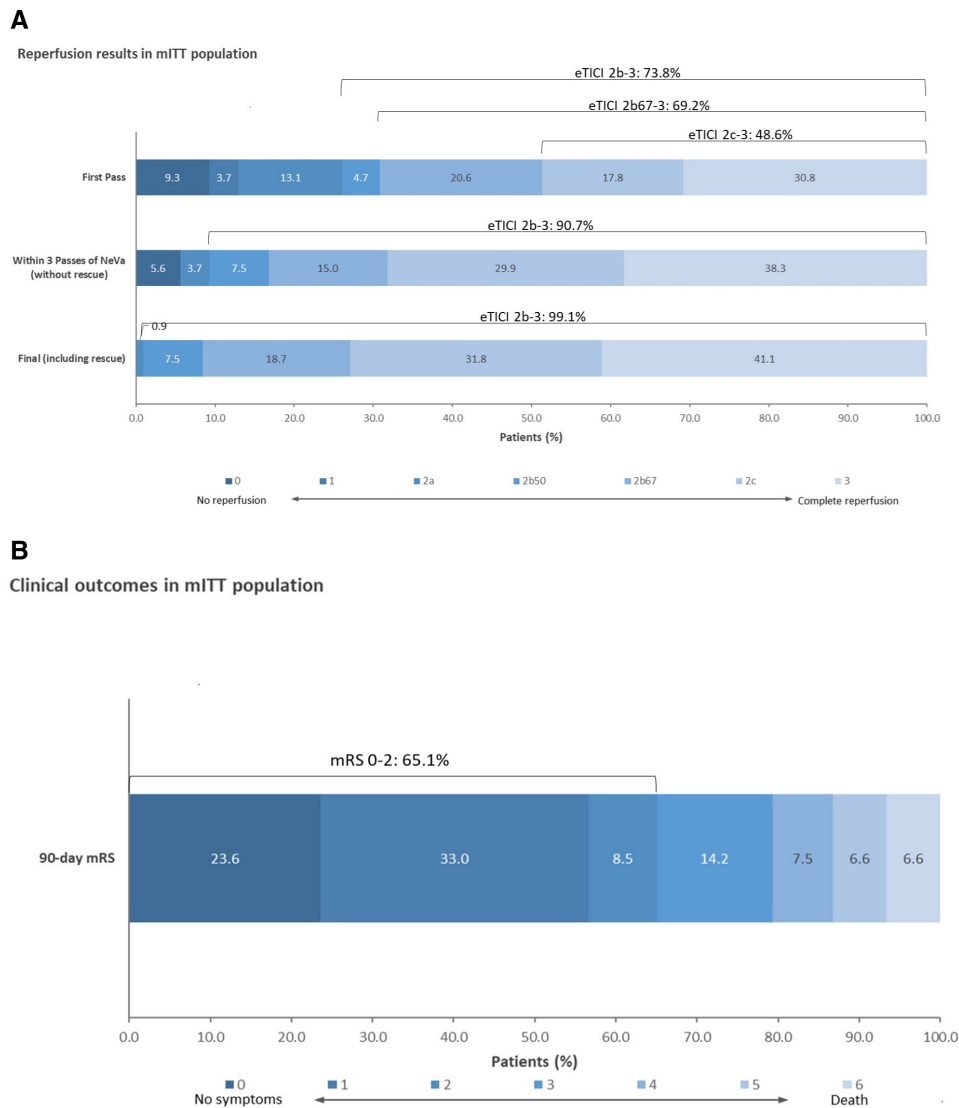 A
Reperfusion results in mITT population
eTICI 2b-3: 73.8%
eTICI 2b67-3: 69.2%
eTICI 2c-3: 48.6%
First Pass
9.3 3.7 13.1 4.7 20.6 17.8 30.8
eTICI 2b-3: 90.7%
Within 3 Passes of NeVa
(without rescue)
5.6 3.7 7.5 15.0 29.9 38.3
eTICI 2b-3: 99.1%
0.9
Final (including rescue)
7.5 18.7 31.8 41.1
0.0 10.0 20.0 30.0 40.0 50.0 60.0 70.0 80.0 90.0 100.0
Patients (%)
0 1 2a 2b50 2b67 2c 3
No reperfusion Complete reperfusion
B
Clinical outcomes in mITT population
mRS 0-2: 65.1%
90-day mRS
23.6 33.0 8.5 14.2 7.5 6.6 6.6
0.0 10.0 20.0 30.0 40.0 50.0 60.0 70.0 80.0 90.0 100.0
Patients (%)
0 1 2 3 4 5 6
No symptoms Death